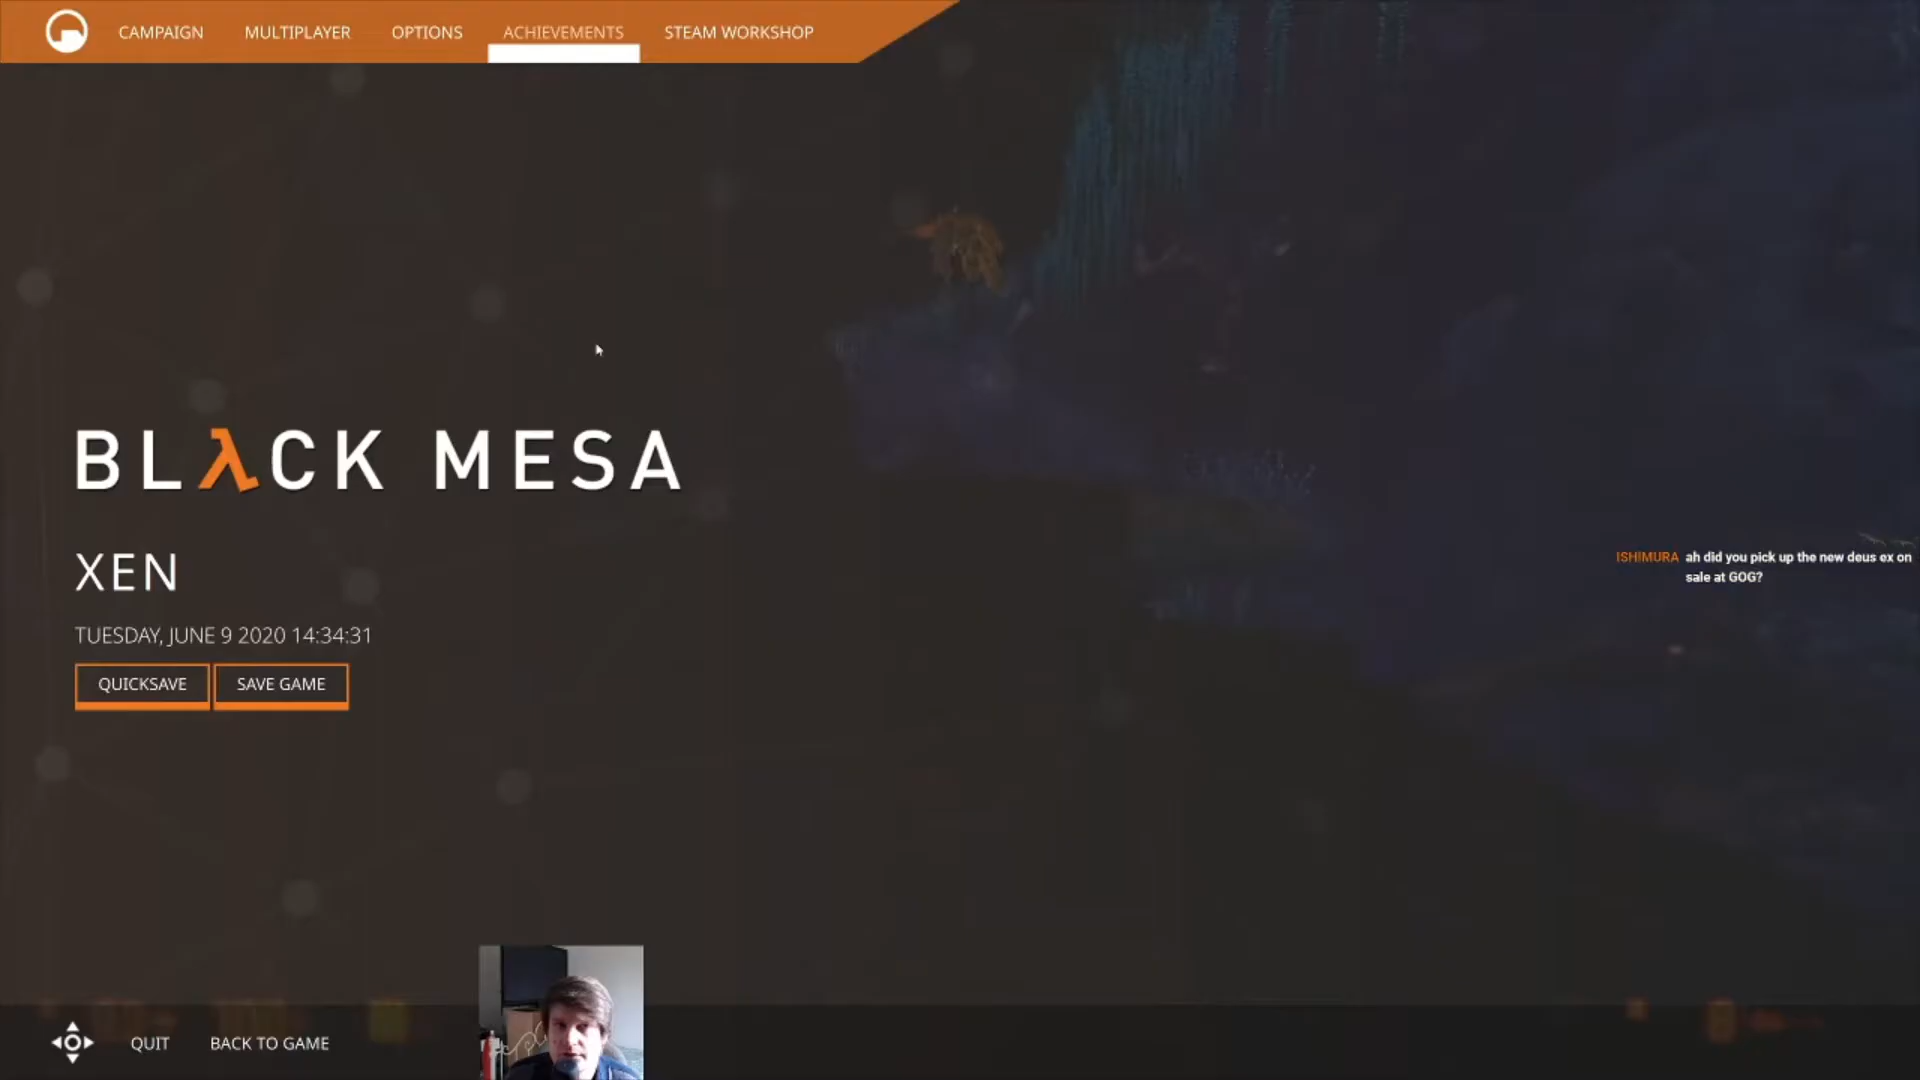 CAMPAIGN MULTIPLAYER OPTIONS ACHIEVEMENTS STEAM WORKSHOP
BLλCK MESA
XEN
ISHIMURA ah did you pick up the new deus ex on
sale at GOG?
TUESDAY, JUNE 9 2020 14:34:31
QUICKSAVE SAVE GAME
QUIT BACK TO GAME